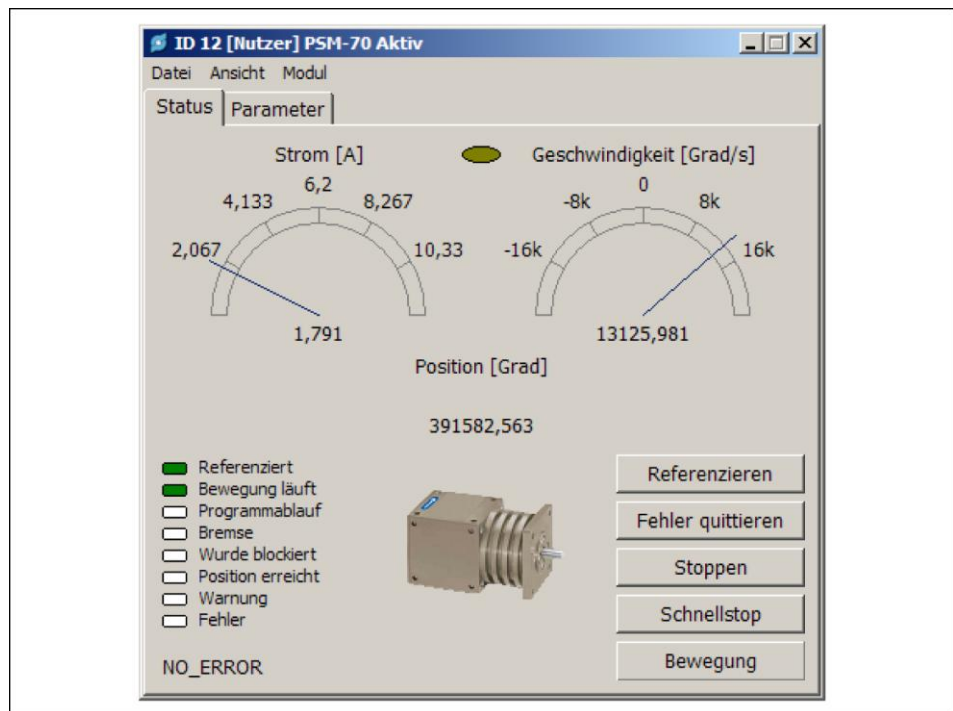 ID 12 [Nutzer] PSM-70 Aktiv
Datei Ansicht Modul
Status Parameter
Strom [A]
2,067 4,133 6,2 8,267 10,33
1,791
Geschwindigkeit [Grad/s]
-16k -8k 0 8k 16k
13125,981
Position [Grad]
391582,563
Referenziert
Bewegung läuft
Programmablauf
Bremse
Wurde blockiert
Position erreicht
Warnung
Fehler
NO_ERROR
Referenzieren
Fehler quittieren
Stoppen
Schnellstop
Bewegung